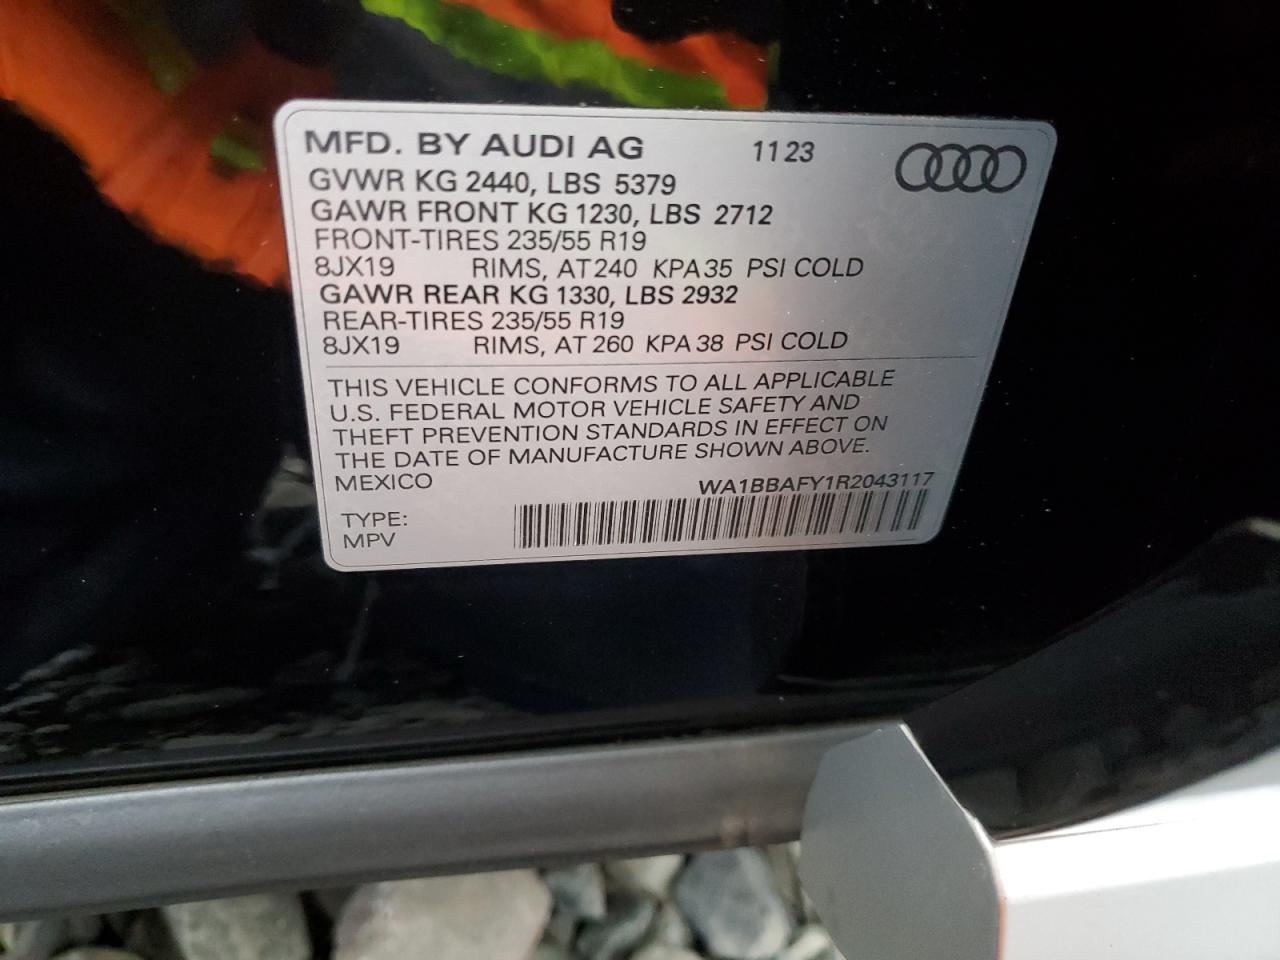 MFD. BY AUDI AG 11 23
GVWR KG 2440, LBS 5379
GAWR FRONT KG 1230, LBS 2712
FRONT-TIRES 235/55 R19
8JX19 RIMS, AT 240 KPA 35 PSI COLD
GAWR REAR KG 1330, LBS 2932
REAR-TIRES 235/55 R19
8JX19 RIMS, AT 260 KPA 38 PSI COLD
THIS VEHICLE CONFORMS TO ALL APPLICABLE
U.S. FEDERAL MOTOR VEHICLE SAFETY AND
THEFT PREVENTION STANDARDS IN EFFECT ON
THE DATE OF MANUFACTURE SHOWN ABOVE.
MEXICO WA1BBAFY1R2043117
TYPE:
MPV